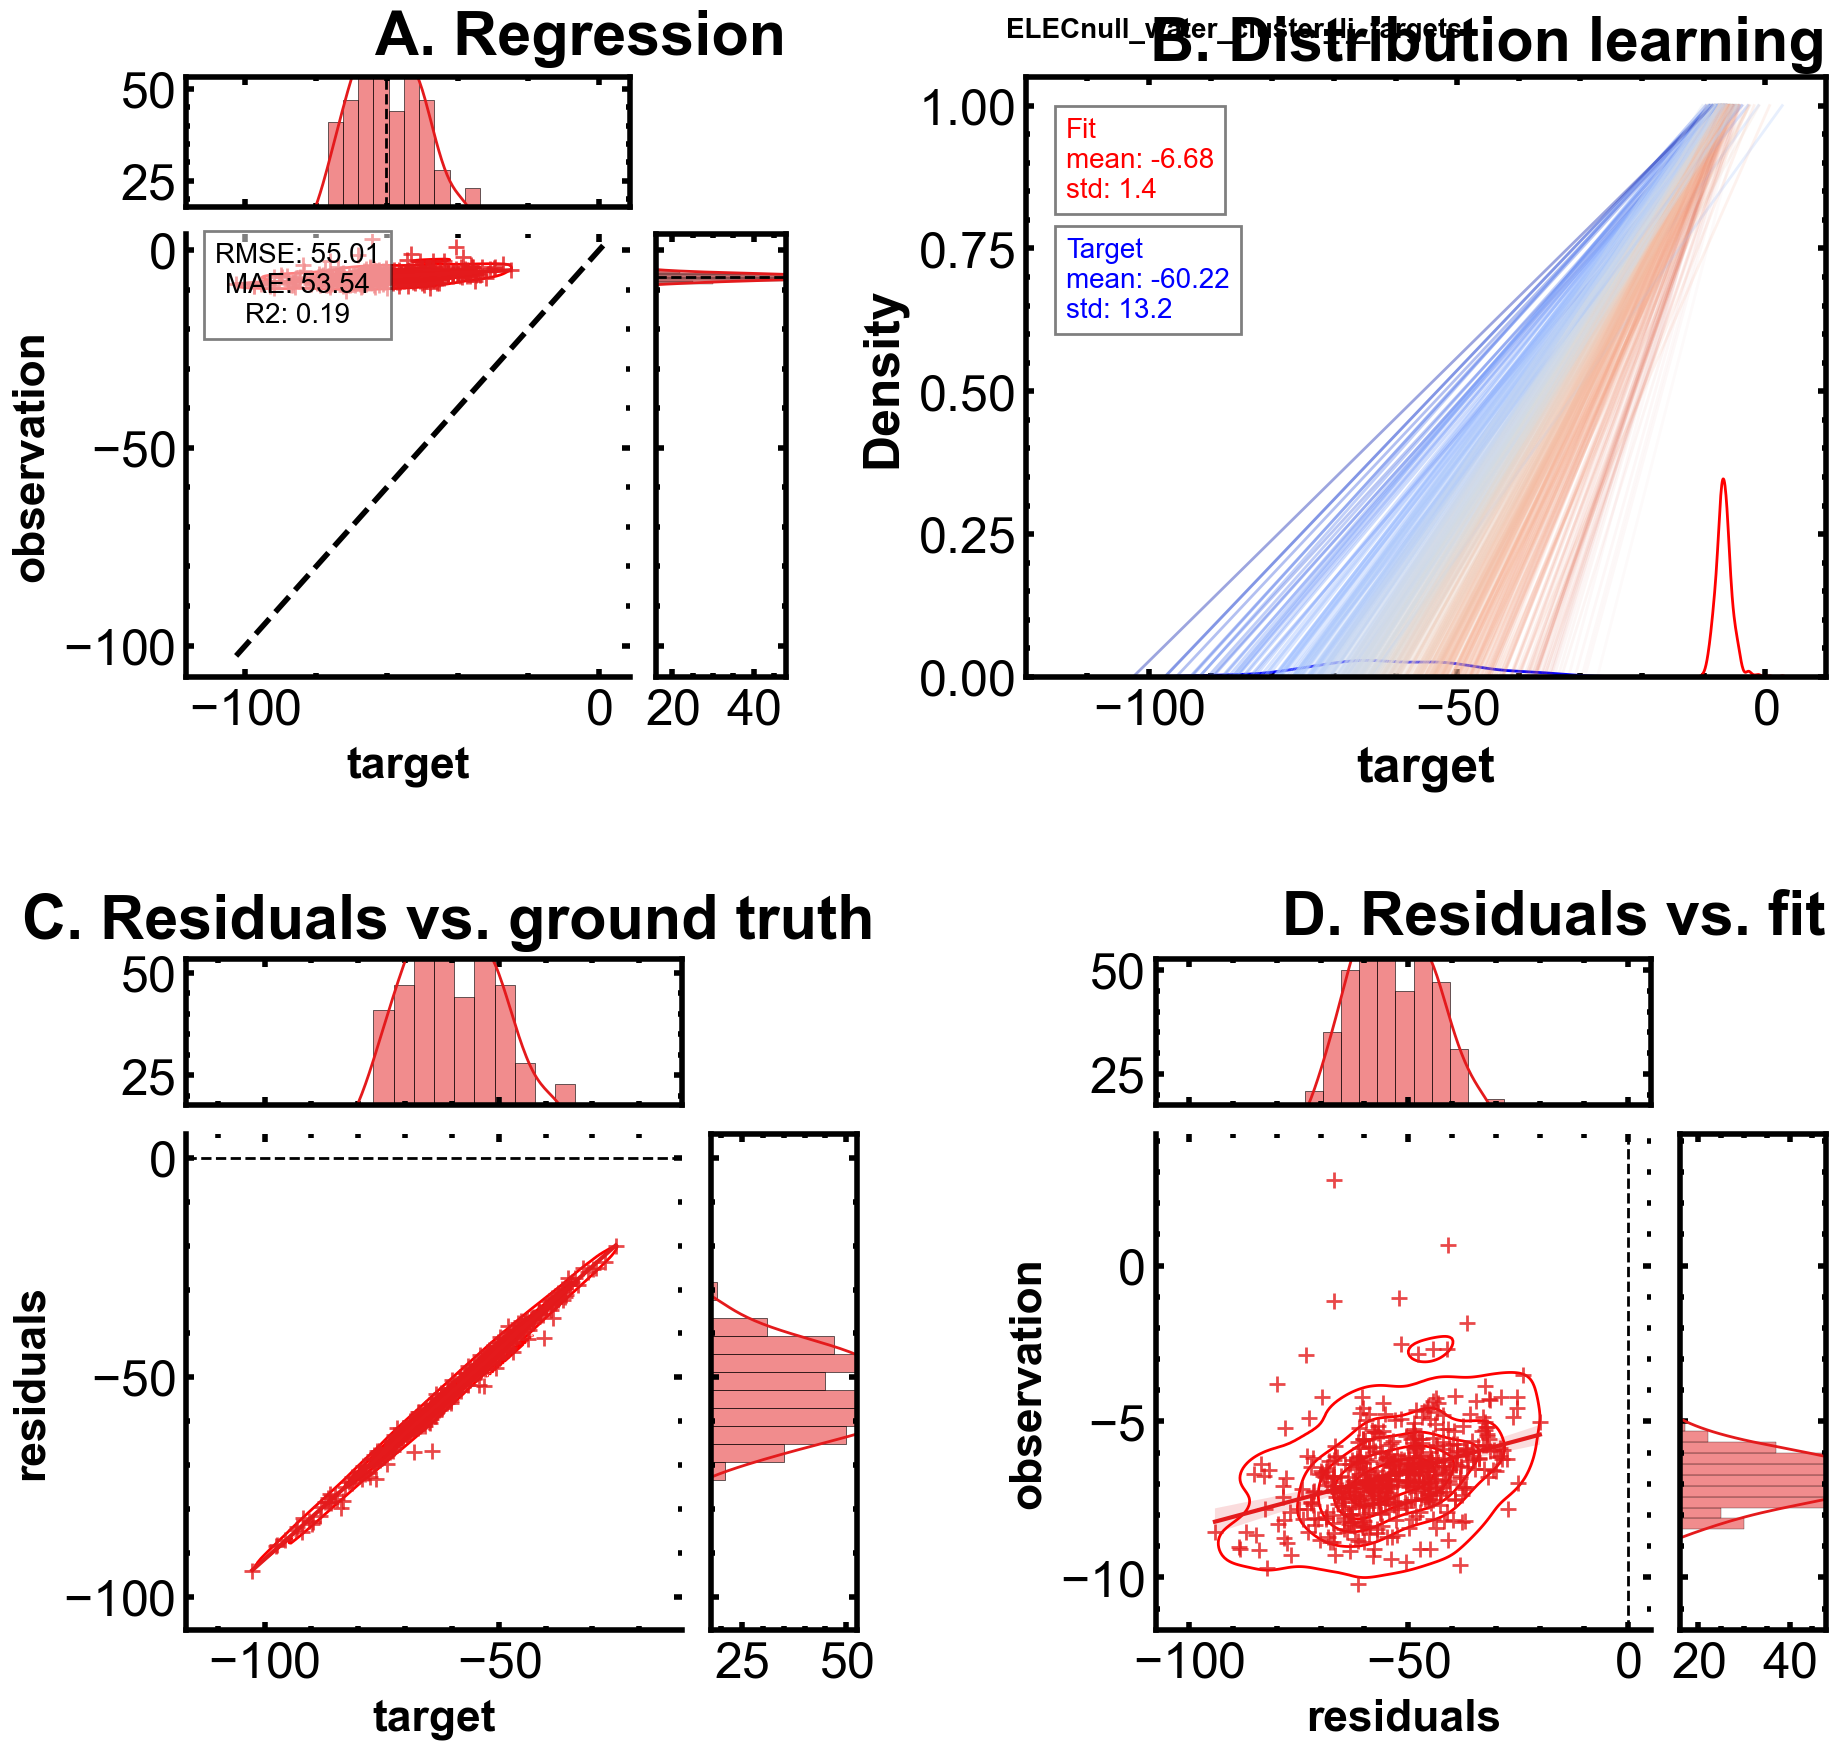 ELECnull_water_cluster_lj_targets
A. Regression
50
25
0
−50
−100
observation
RMSE: 55.01
MAE: 53.54
R2: 0.19
−100
0
20
40
target
B. Distribution learning
1.00
0.75
0.50
0.25
0.00
Density
Fit
mean: -6.68
std: 1.4
Target
mean: -60.22
std: 13.2
−100
−50
0
target
C. Residuals vs. ground truth
50
25
0
−50
−100
residuals
−100
−50
25
50
target
D. Residuals vs. fit
50
25
0
−5
−10
observation
−100
−50
0
20
40
residuals